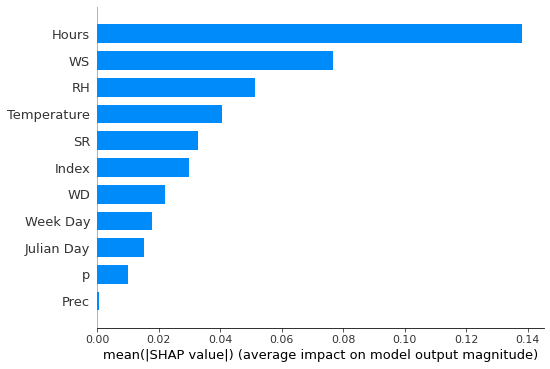 Hours
WS
RH
Temperature
SR
Index
WD
Week Day
Julian Day
p
Prec
0.00 0.02 0.04 0.06 0.08 0.10 0.12 0.14
mean(|SHAP value|) (average impact on model output magnitude)